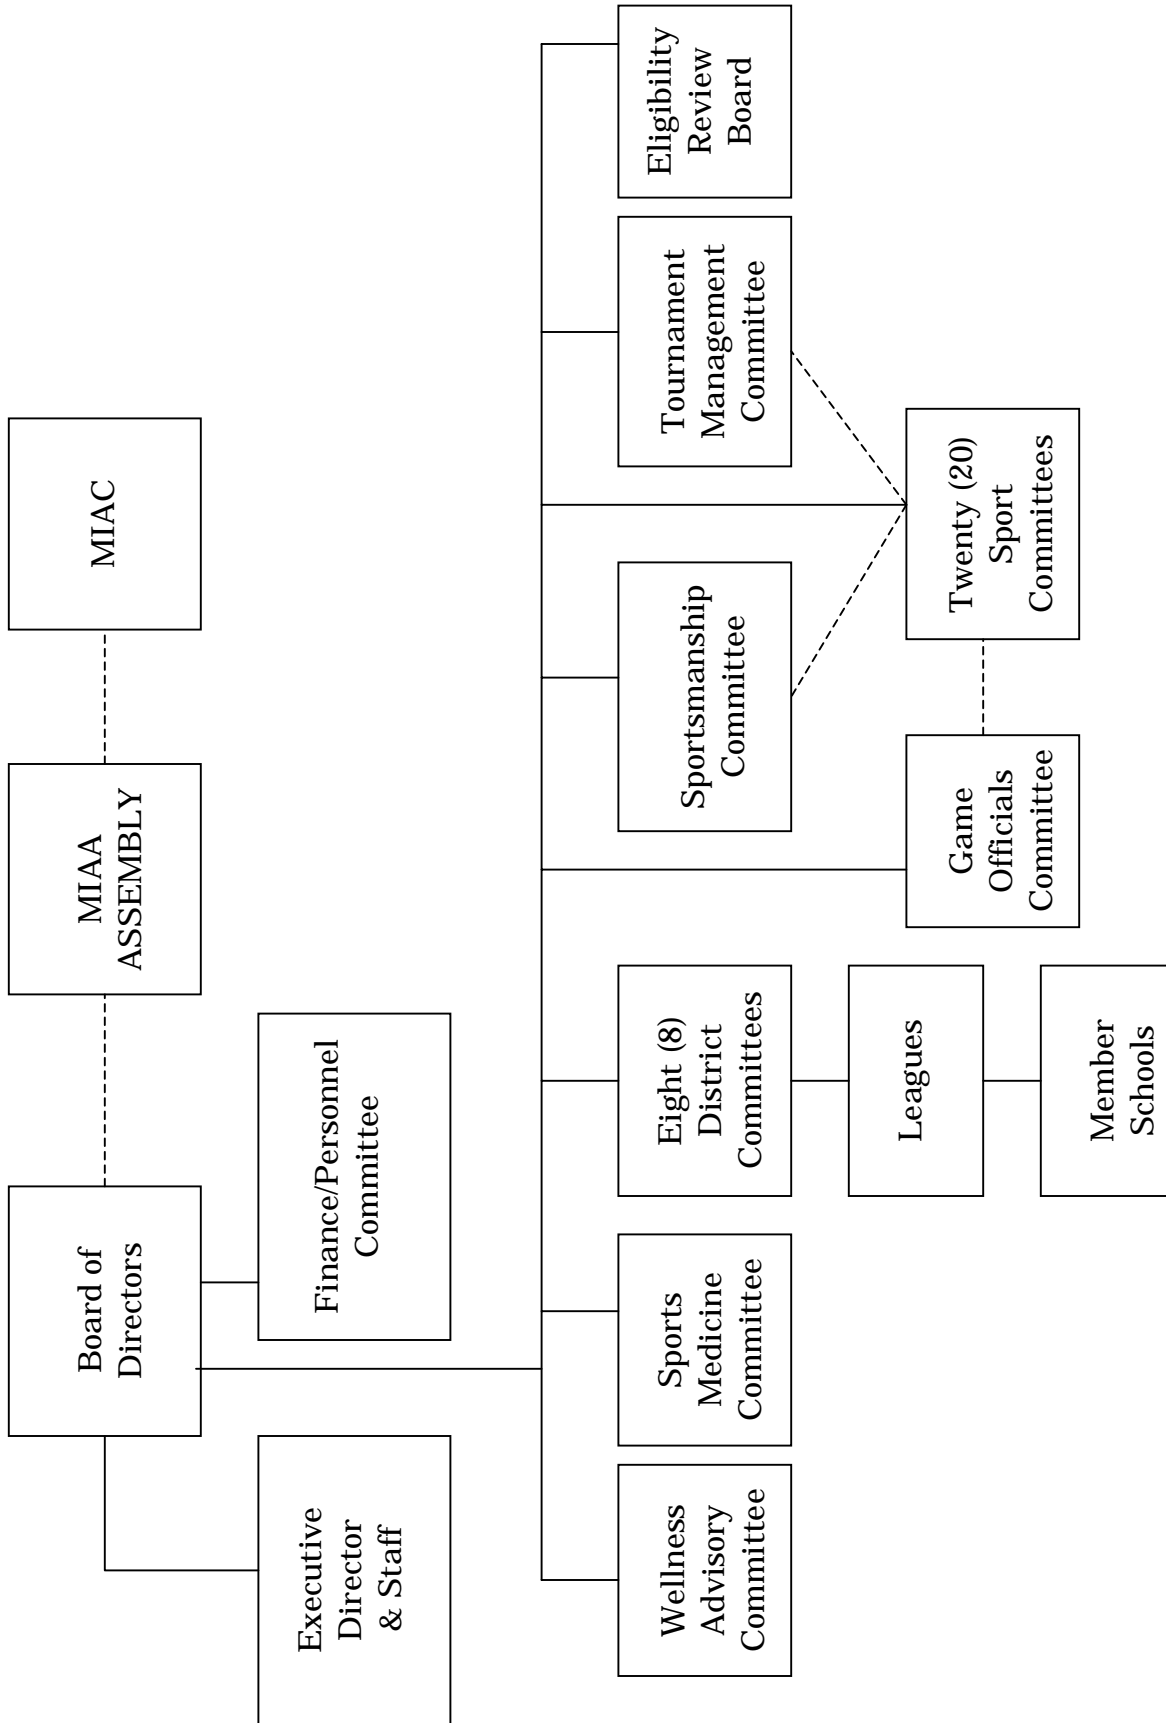 Board of
Directors
MIAA
ASSEMBLY
MIAC
Executive
Director
& Staff
Finance/Personnel
Committee
Wellness
Advisory
Committee
Sports
Medicine
Committee
Eight (8)
District
Committees
Sportsmanship
Committee
Tournament
Management
Committee
Eligibility
Review
Board
Leagues
Game
Officials
Committee
Twenty (20)
Sport
Committees
Member
Schools